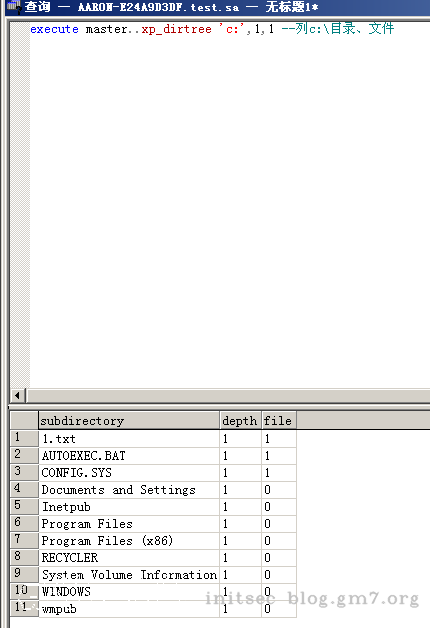 查询 — AARON-E24A9D3DF.test.sa — 无标题1*
execute master..xp_dirtree 'c:',1,1 --列c:\目录、文件
subdirectory depth file
1 1.txt 1 1
2 AUTOEXEC.BAT 1 1
3 CONFIG.SYS 1 1
4 Documents and Settings 1 0
5 Inetpub 1 0
6 Program Files 1 0
7 Program Files (x86) 1 0
8 RECYCLER 1 0
9 System Volume Information 1 0
10 WINDOWS 1 0
11 wmpub 1 0
initsec blog.gm7.org